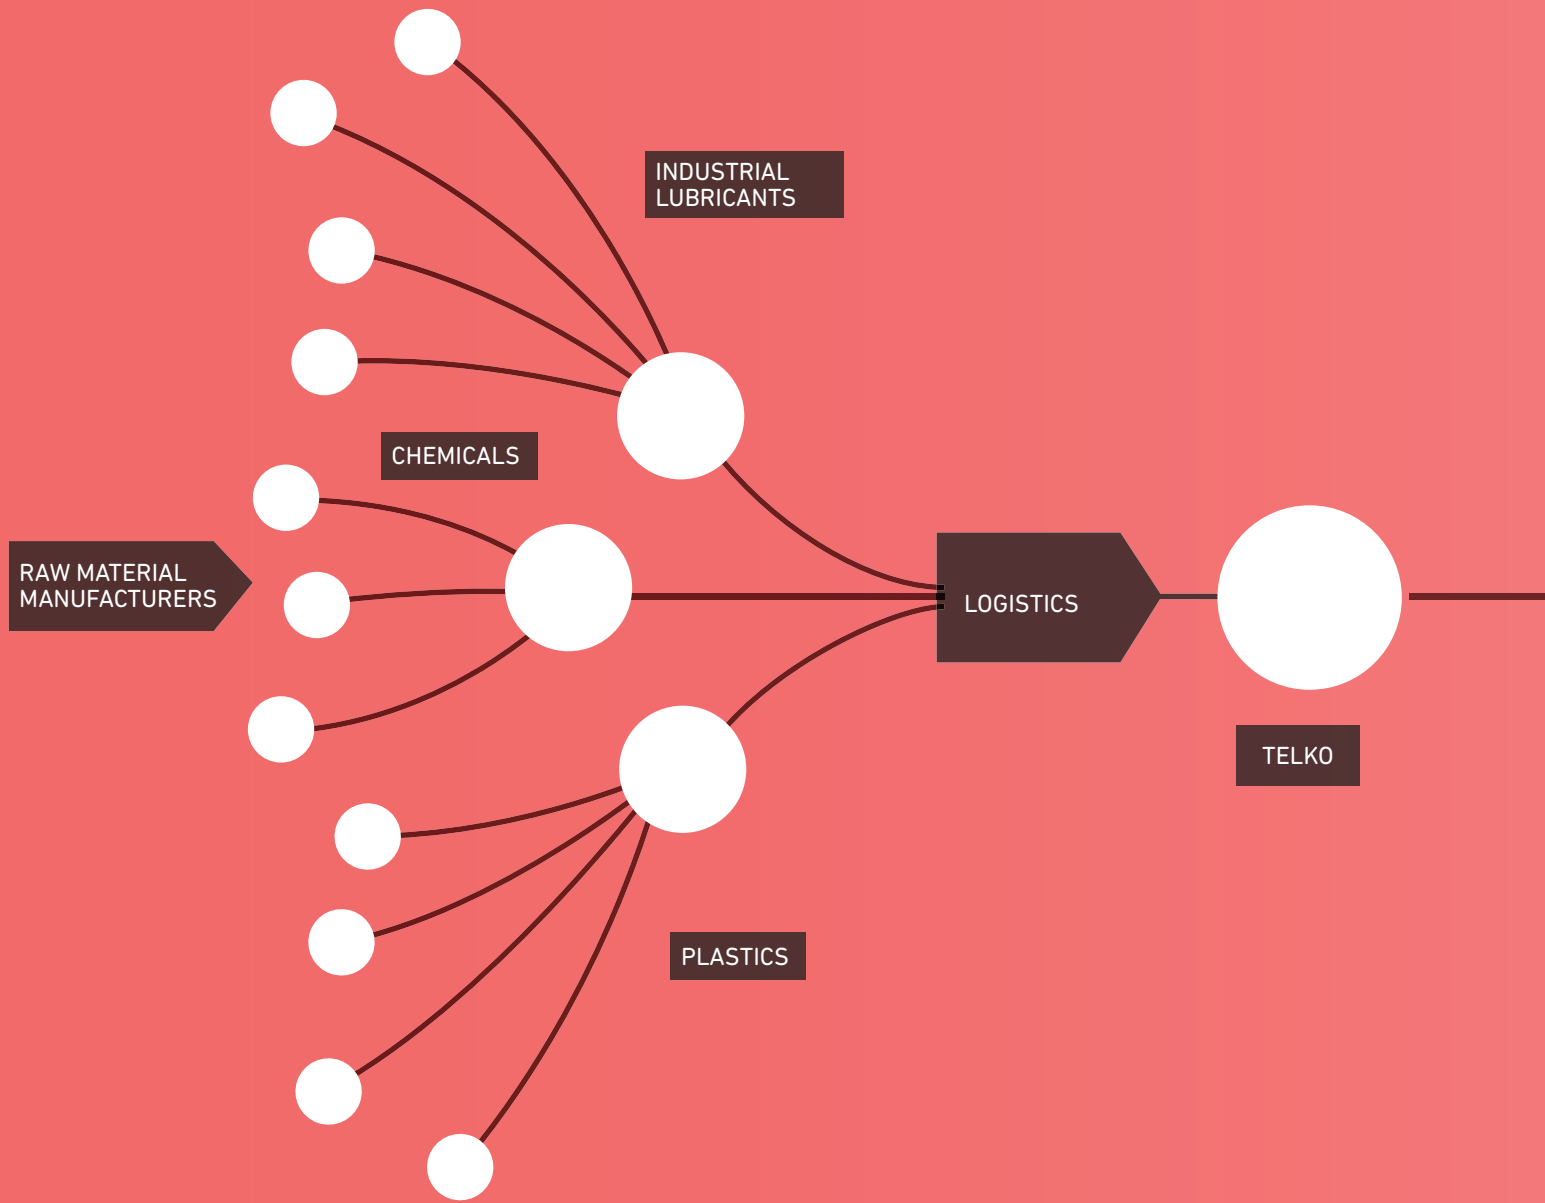 INDUSTRIAL
LUBRICANTS
CHEMICALS
RAW MATERIAL
MANUFACTURERS
LOGISTICS
TELKO
PLASTICS